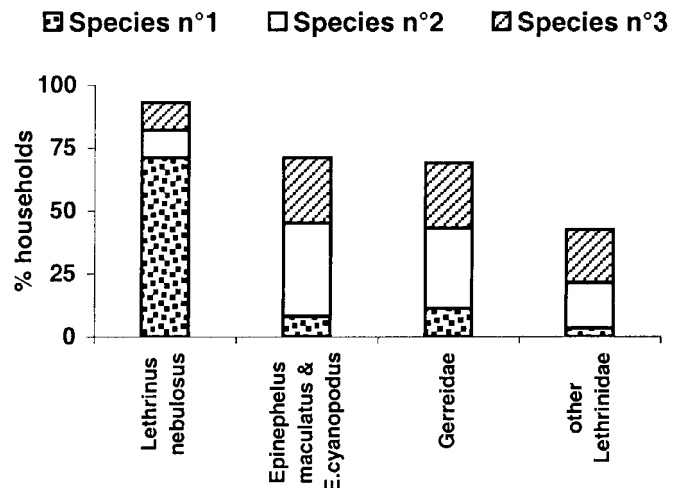 Species n°1 Species n°2 Species n°3
100
75
50
25
0
% households
Lethrinus
nebulosus
Epinephelus
maculatus &
E.cyanopodus
Gerreidae
other
Lethrinidae